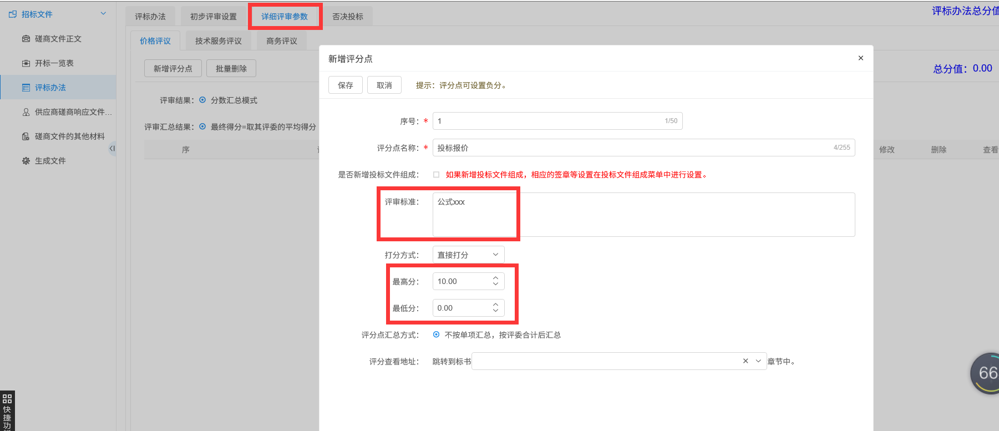 招标文件
磋商文件正文
开标一览表
评标办法
供应商磋商响应文件...
磋商文件的其他材料
生成文件
快捷功
评标办法
初步评审设置
详细评审参数
否决投标
评标办法总分值
价格评议
技术服务评议
商务评议
新增评分点
批量删除
总分值：0.00
评审结果：
分数汇总模式
评审汇总结果：
最终得分=取其评委的平均得分
序
修改
删除
查看
新增评分点
保存
取消
提示：评分点可设置负分。
序号：*
1
1/50
评分点名称：*
投标报价
4/255
是否新增投标文件组成：
如果新增投标文件组成，相应的签章等设置在投标文件组成菜单中进行设置。
评审标准：
公式xxx
打分方式：
直接打分
最高分：
10.00
最低分：
0.00
评分点汇总方式：
不按单项汇总，按评委合计后汇总
评分查看地址：
跳转到标书
章节中。
66